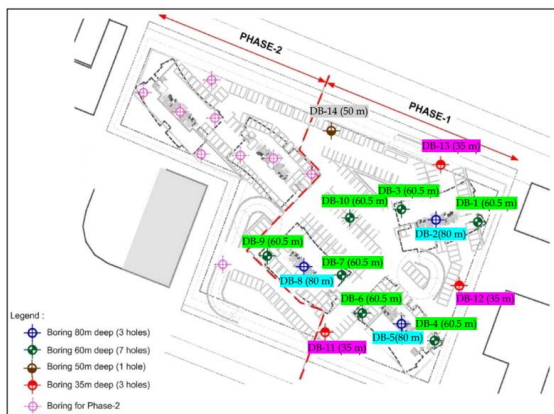 PHASE-2
PHASE-1
DB-14 (50 m)
DB-13 (35 m)
DB-3 (60.5 m)
DB-1 (60.5 m)
DB-10 (60.5 m)
DB-2(80 m)
DB-9 (60.5 m)
DB-7 (60.5 m)
DB-8 (80 m)
DB-12 (35 m)
DB-6 (60.5 m)
DB-4 (60.5 m)
DB-5(80 m)
DB-11 (35 m)
Legend :
Boring 80m deep (3 holes)
Boring 60m deep (7 holes)
Boring 50m deep (1 hole)
Boring 35m deep (3 holes)
Boring for Phase-2